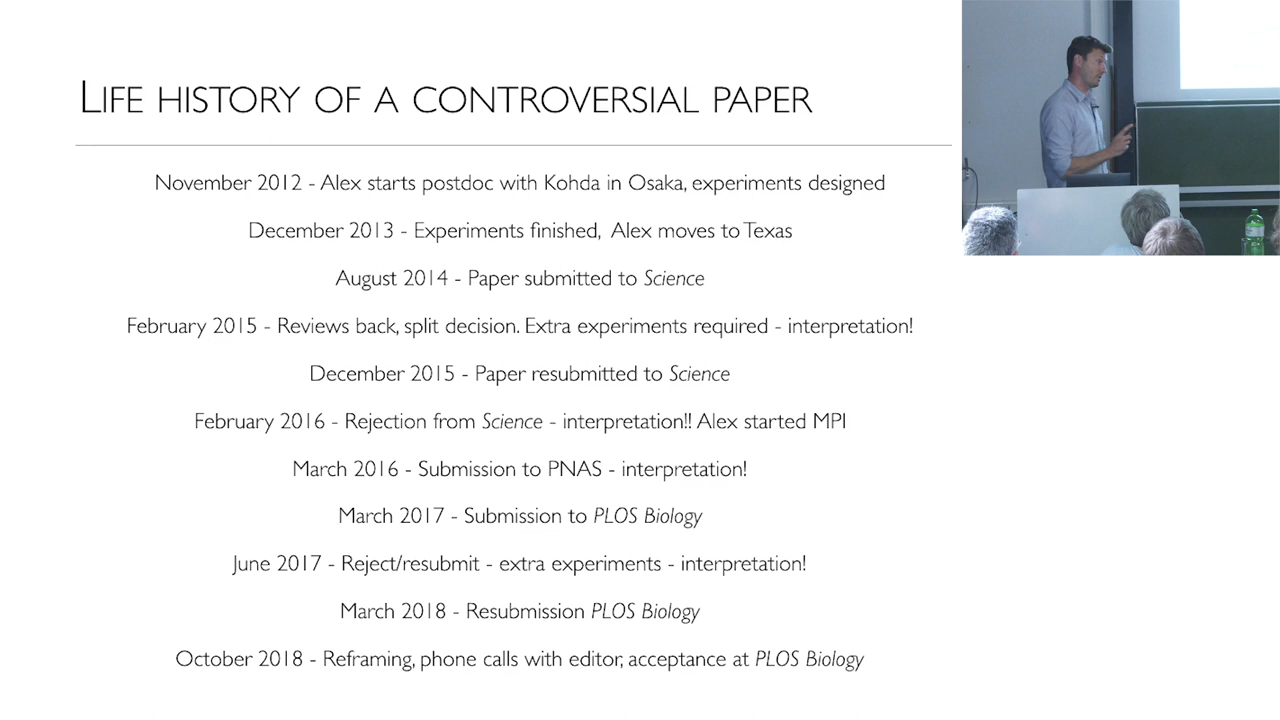 LIFE HISTORY OF A CONTROVERSIAL PAPER
November 2012 - Alex starts postdoc with Kohda in Osaka, experiments designed
December 2013 - Experiments finished, Alex moves to Texas
August 2014 - Paper submitted to Science
February 2015 - Reviews back, split decision. Extra experiments required - interpretation!
December 2015 - Paper resubmitted to Science
February 2016 - Rejection from Science - interpretation!! Alex started MPI
March 2016 - Submission to PNAS - interpretation!
March 2017 - Submission to PLOS Biology
June 2017 - Reject/resubmit - extra experiments - interpretation!
March 2018 - Resubmission PLOS Biology
October 2018 - Reframing, phone calls with editor, acceptance at PLOS Biology